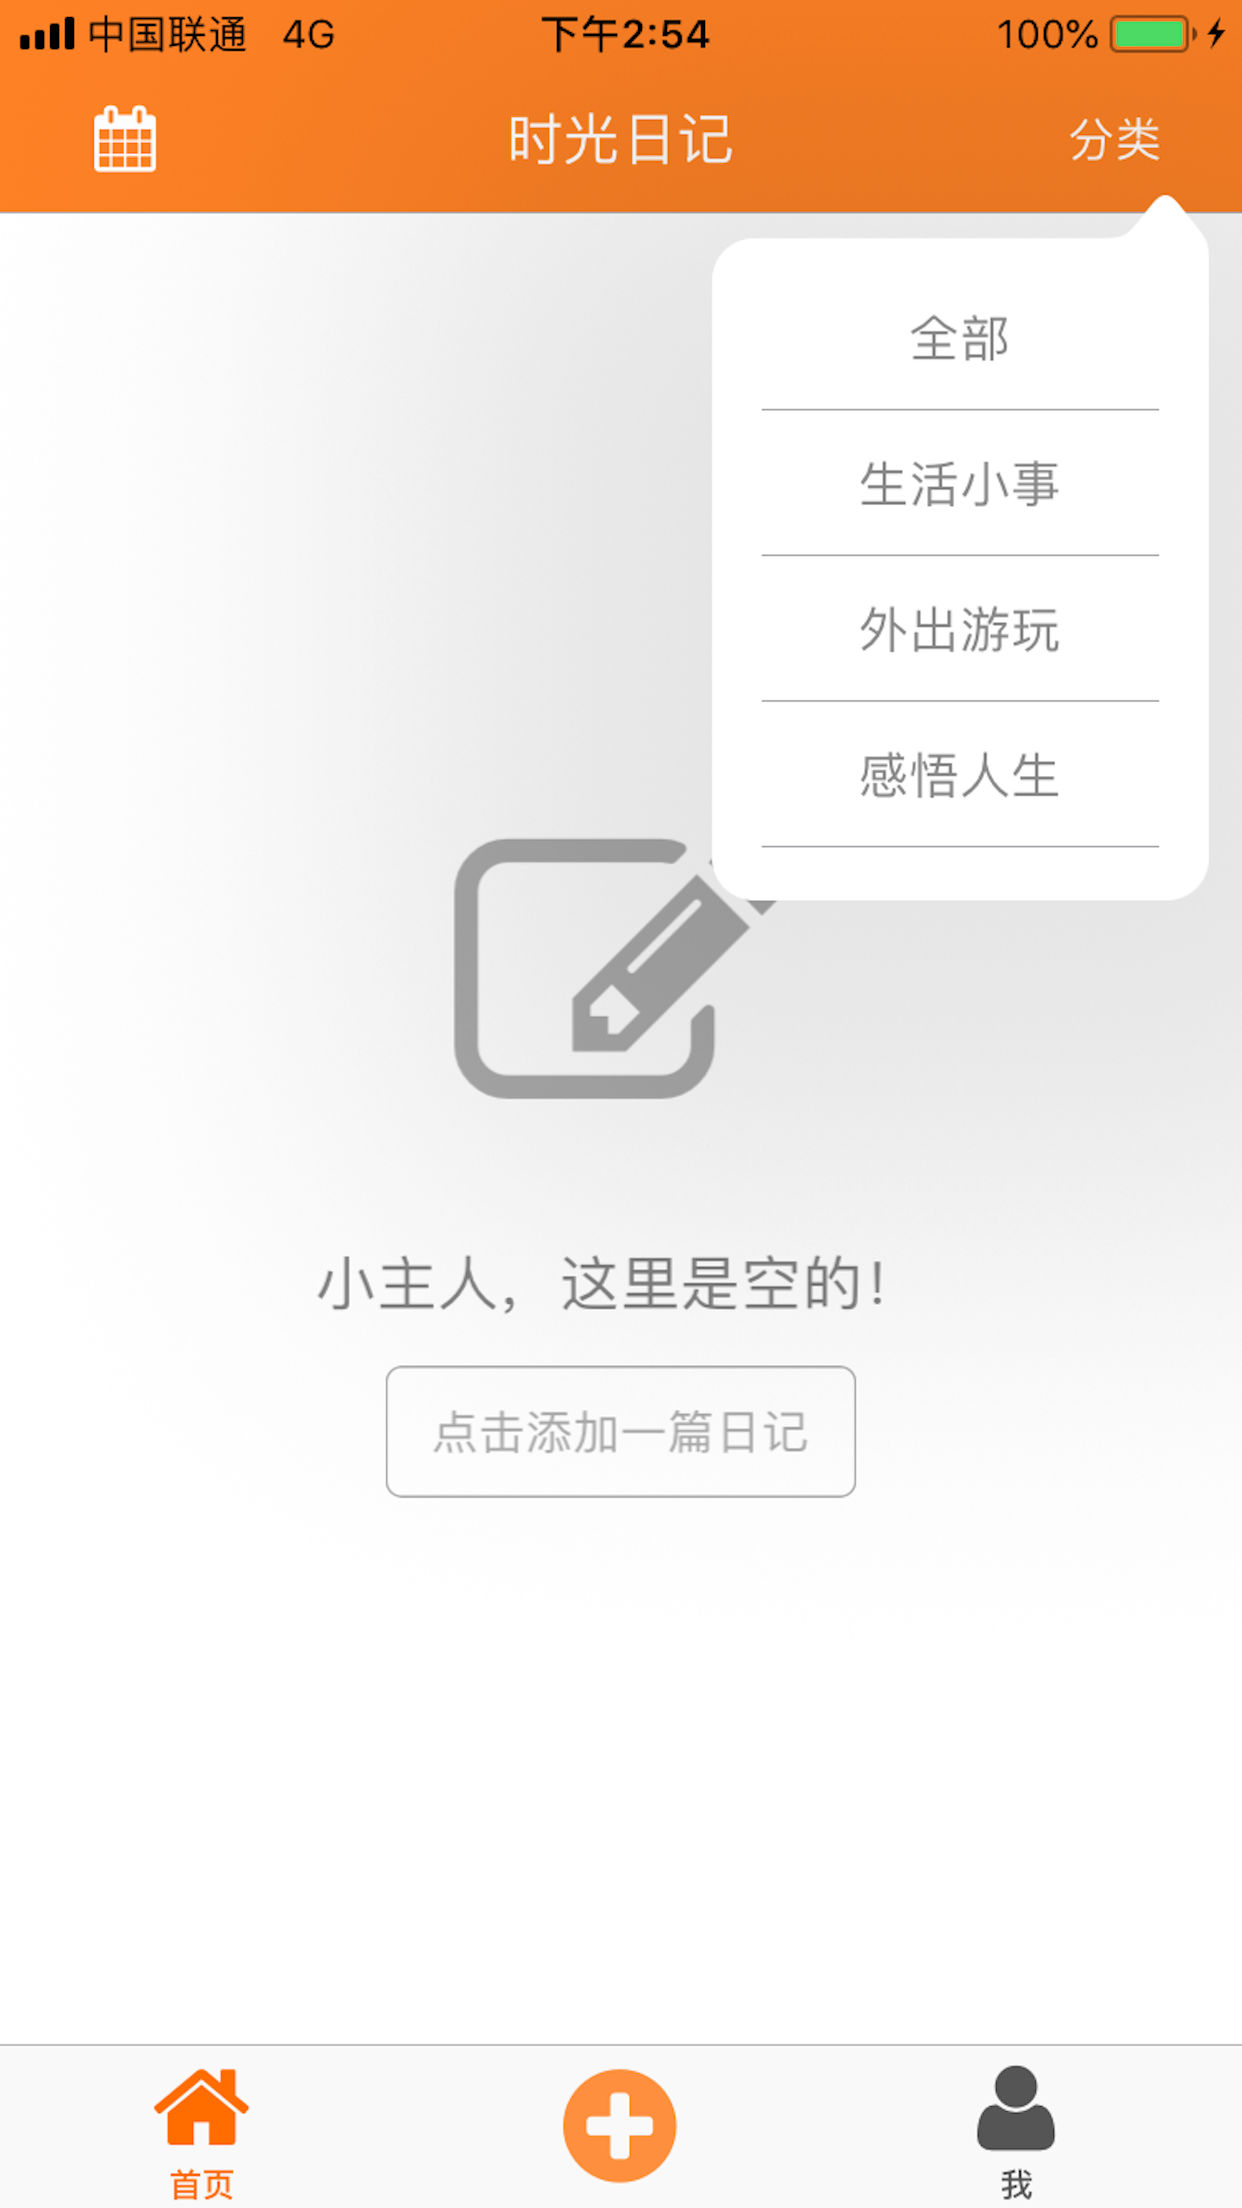 中国联通 4G 下午2:54 100%
时光日记 分类
全部
生活小事
外出游玩
感悟人生
小主人，这里是空的！
点击添加一篇日记
首页 我